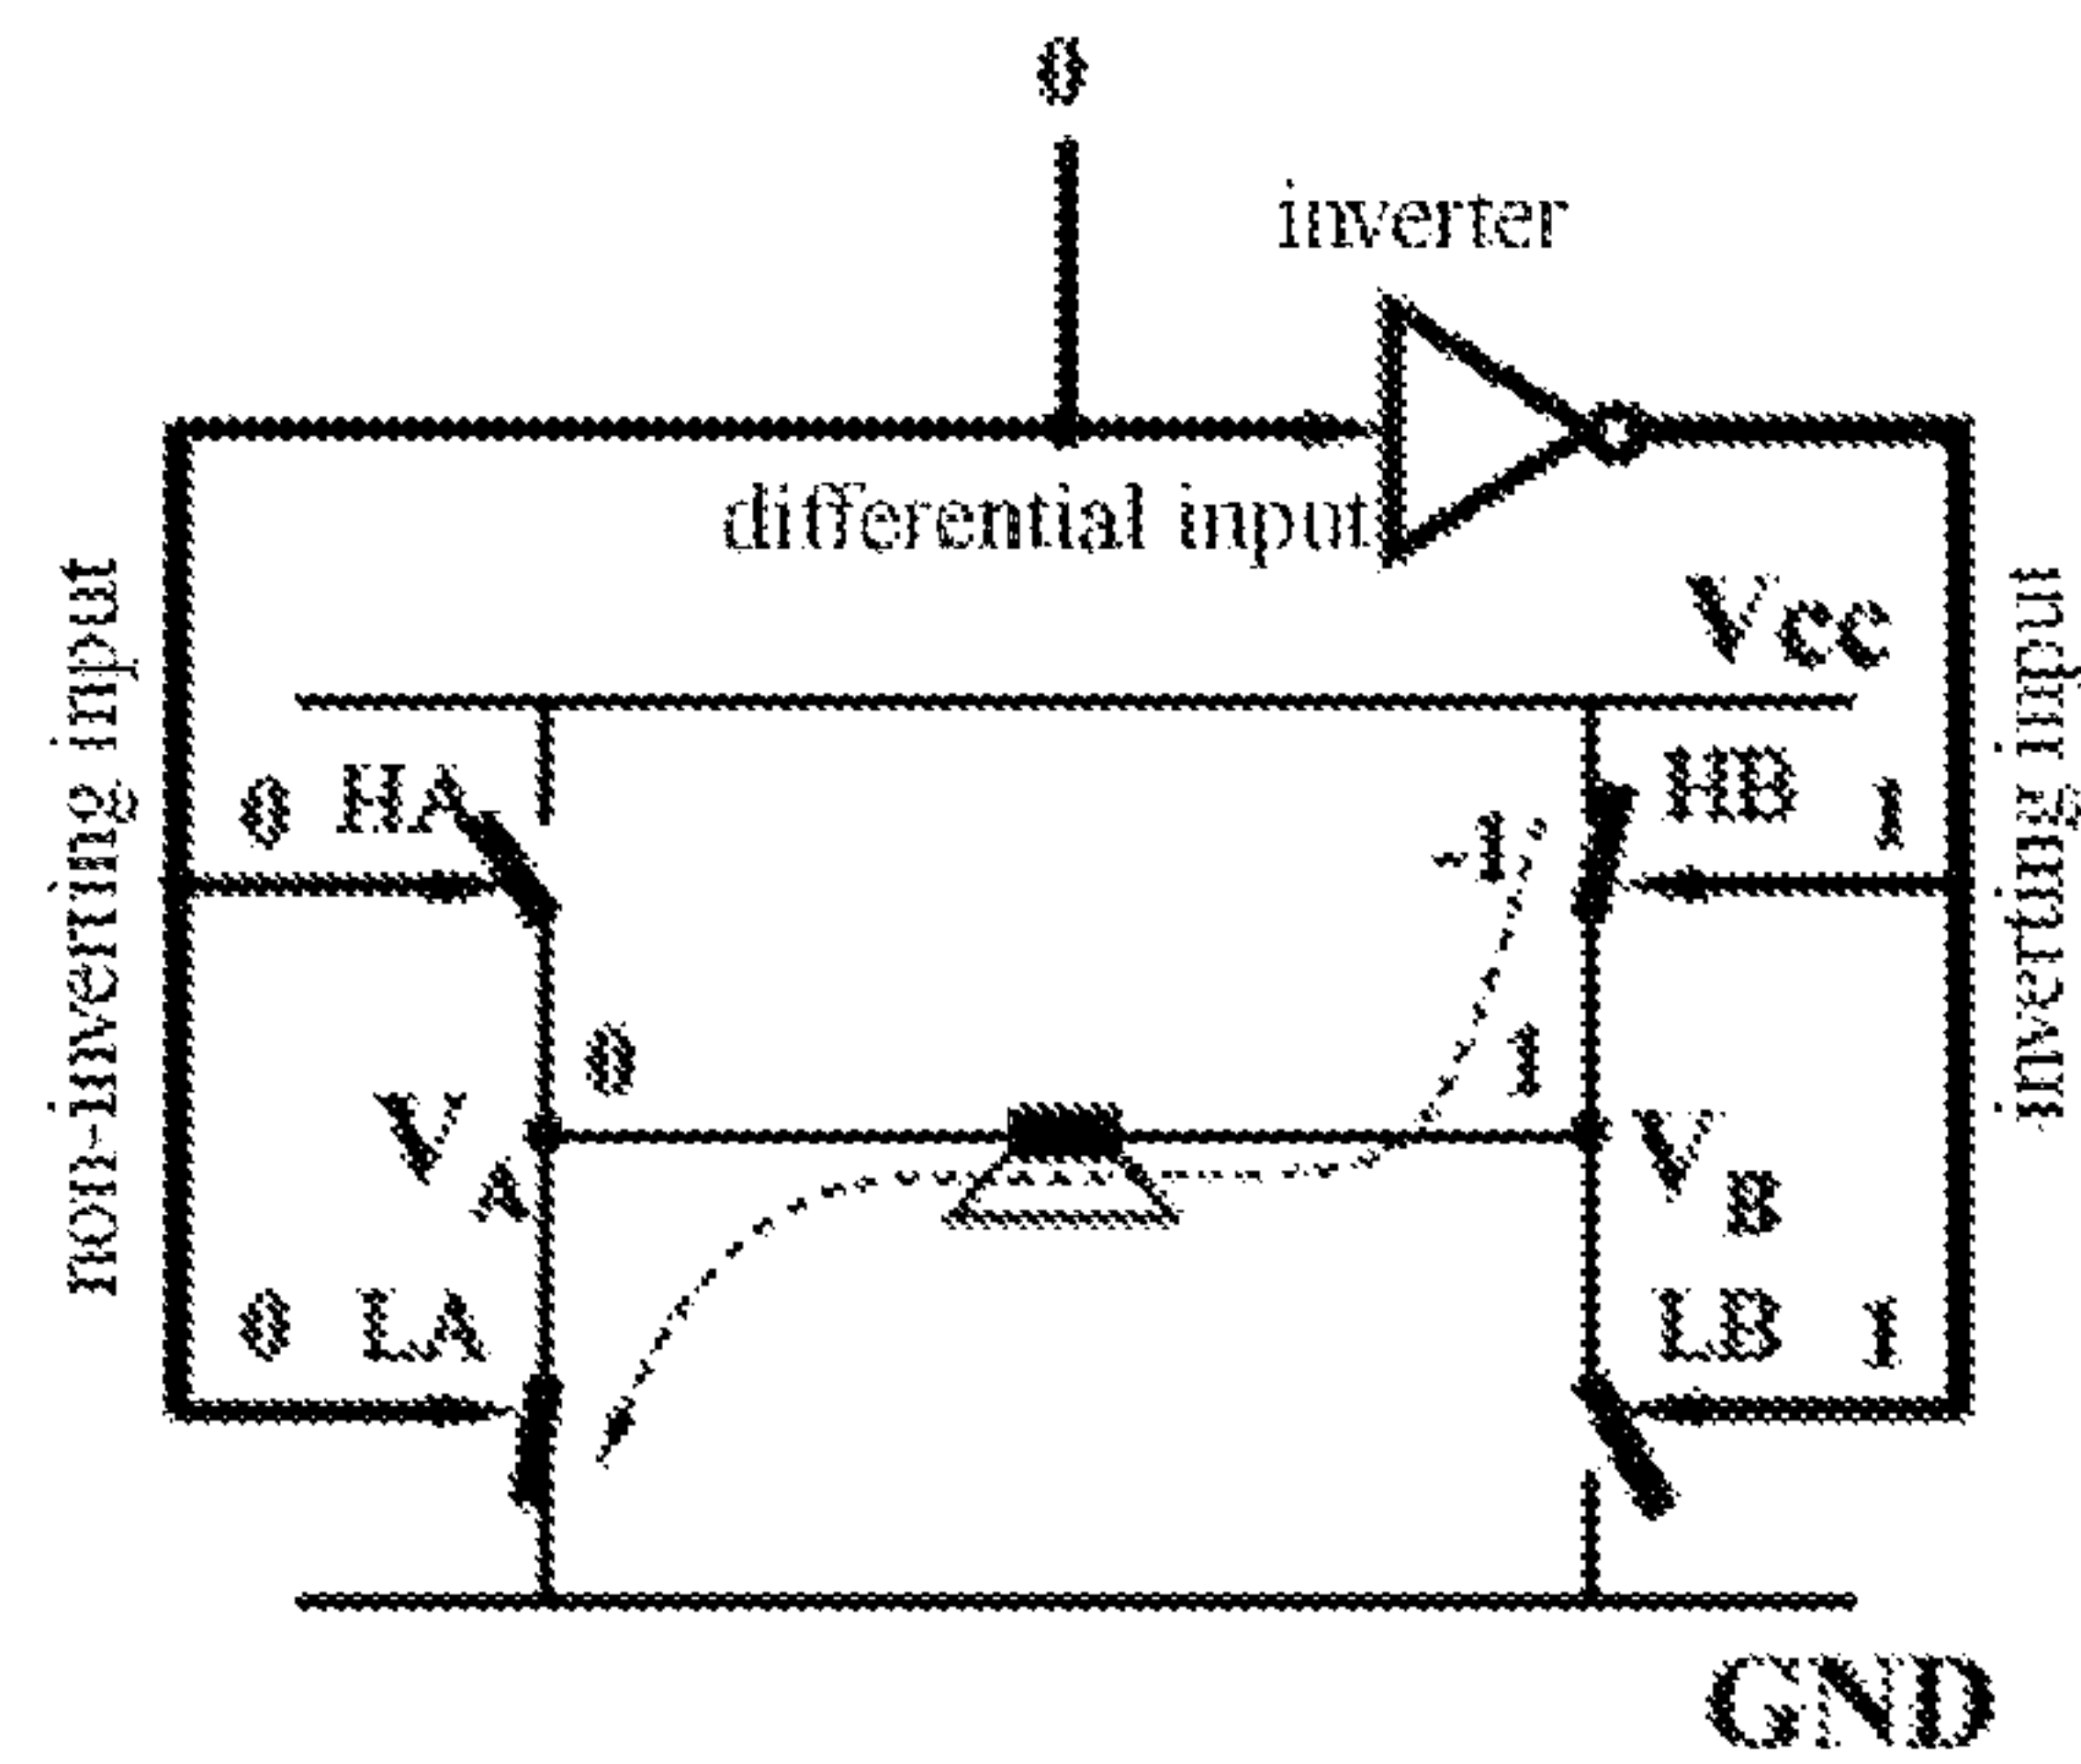 0
inverter
differential input
Vcc
non-inverting input
inverting input
0 HA
HB 1
-1
0
1
VA
VB
0 LA
LB 1
GND